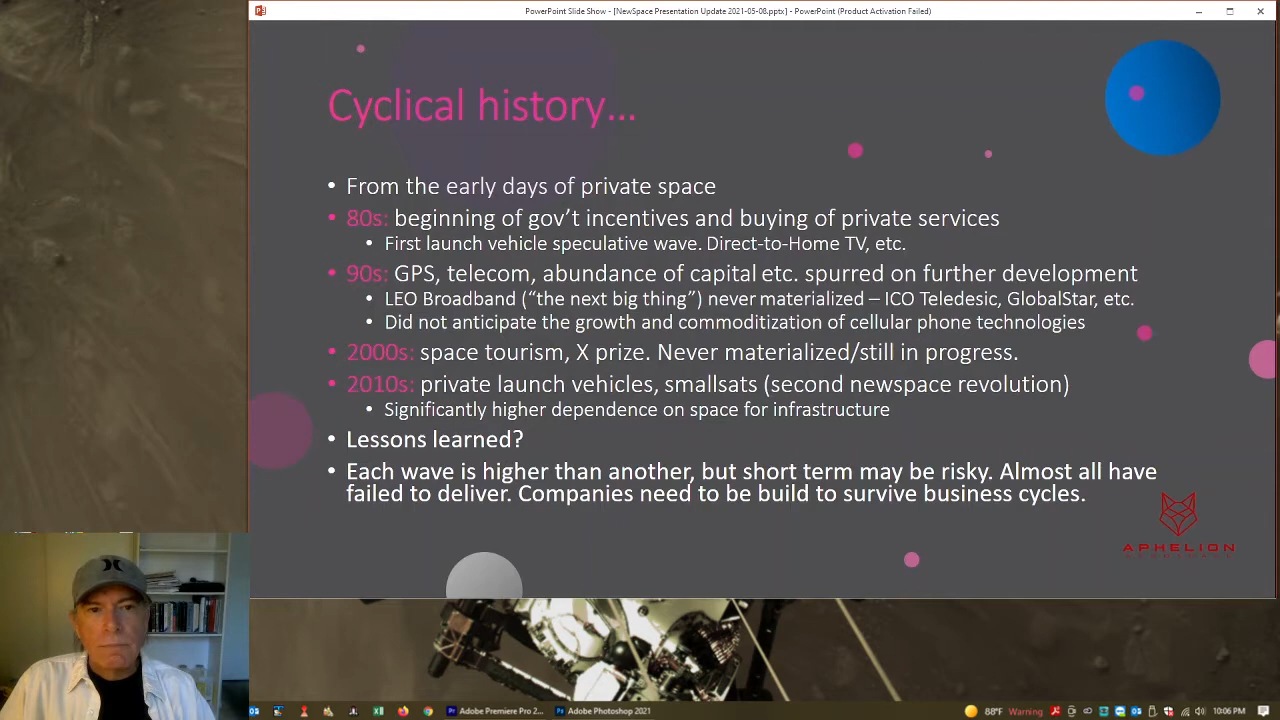 PowerPoint Slide Show - [NewSpace Presentation Update 2021-05-08.pptx] - PowerPoint (Product Activation Failed)
Cyclical history...
• From the early days of private space
• 80s: beginning of gov't incentives and buying of private services
• First launch vehicle speculative wave. Direct-to-Home TV, etc.
• 90s: GPS, telecom, abundance of capital etc. spurred on further development
• LEO Broadband ("the next big thing") never materialized – ICO Teledesic, GlobalStar, etc.
• Did not anticipate the growth and commoditization of cellular phone technologies
• 2000s: space tourism, X prize. Never materialized/still in progress.
• 2010s: private launch vehicles, smallsats (second newspace revolution)
• Significantly higher dependence on space for infrastructure
• Lessons learned?
• Each wave is higher than another, but short term may be risky. Almost all have
failed to deliver. Companies need to be build to survive business cycles.
APHELION
Adobe Premiere Pro 2... Adobe Photoshop 2021 88°F Warning 10:06 PM